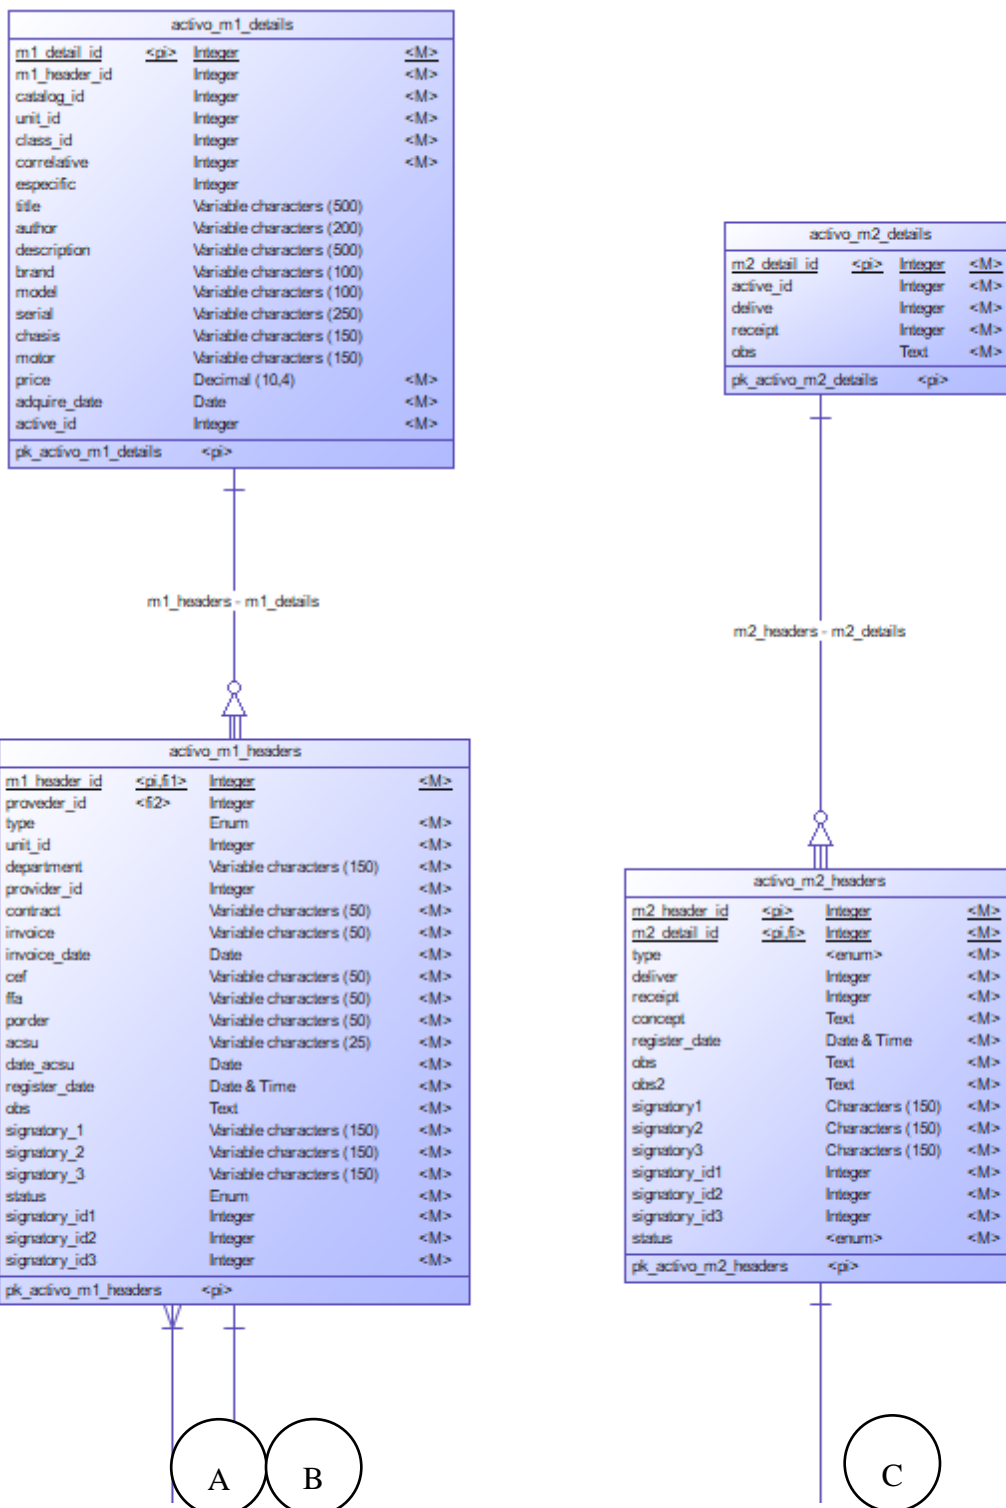 activo_m1_details
m1_detail_id <pi> Integer <M>
m1_header_id Integer <M>
catalog_id Integer <M>
unit_id Integer <M>
class_id Integer <M>
correlative Integer <M>
especific Integer
title Variable characters (500)
author Variable characters (200)
description Variable characters (500)
brand Variable characters (100)
model Variable characters (100)
serial Variable characters (250)
chasis Variable characters (150)
motor Variable characters (150)
price Decimal (10,4) <M>
adquire_date Date <M>
active_id Integer <M>
pk_activo_m1_details <pi>
m1_headers - m1_details
activo_m1_headers
m1_header_id <pi,fi1> Integer <M>
proveder_id <fi2> Integer
type Enum <M>
unit_id Integer <M>
department Variable characters (150) <M>
provider_id Integer <M>
contract Variable characters (50) <M>
invoice Variable characters (50) <M>
invoice_date Date <M>
cef Variable characters (50) <M>
ffa Variable characters (50) <M>
porder Variable characters (50) <M>
acsu Variable characters (25) <M>
date_acsu Date <M>
register_date Date & Time <M>
obs Text <M>
signatory_1 Variable characters (150) <M>
signatory_2 Variable characters (150) <M>
signatory_3 Variable characters (150) <M>
status Enum <M>
signatory_id1 Integer <M>
signatory_id2 Integer <M>
signatory_id3 Integer <M>
pk_activo_m1_headers <pi>
A
B
activo_m2_details
m2_detail_id <pi> Integer <M>
active_id Integer <M>
delive Integer <M>
receipt Integer <M>
obs Text <M>
pk_activo_m2_details <pi>
m2_headers - m2_details
activo_m2_headers
m2_header_id <pi> Integer <M>
m2_detail_id <pi,fi> Integer <M>
type <enum> <M>
deliver Integer <M>
receipt Integer <M>
concept Text <M>
register_date Date & Time <M>
obs Text <M>
obs2 Text <M>
signatory1 Characters (150) <M>
signatory2 Characters (150) <M>
signatory3 Characters (150) <M>
signatory_id1 Integer <M>
signatory_id2 Integer <M>
signatory_id3 Integer <M>
status <enum> <M>
pk_activo_m2_headers <pi>
C